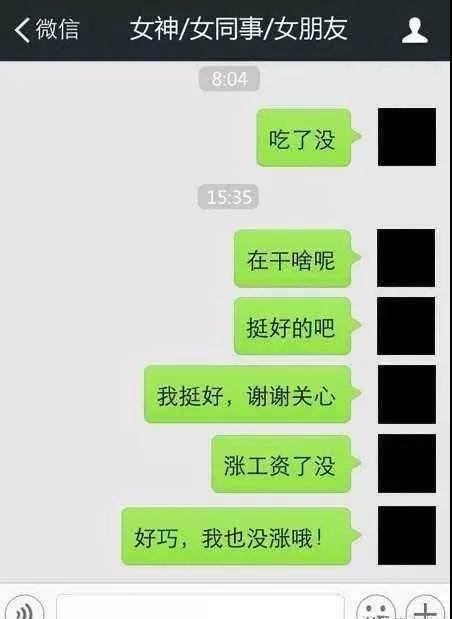 微信
女神/女同事/女朋友
8:04
吃了没
15:35
在干啥呢
挺好的吧
我挺好，谢谢关心
涨工资了没
好巧，我也没涨哦！